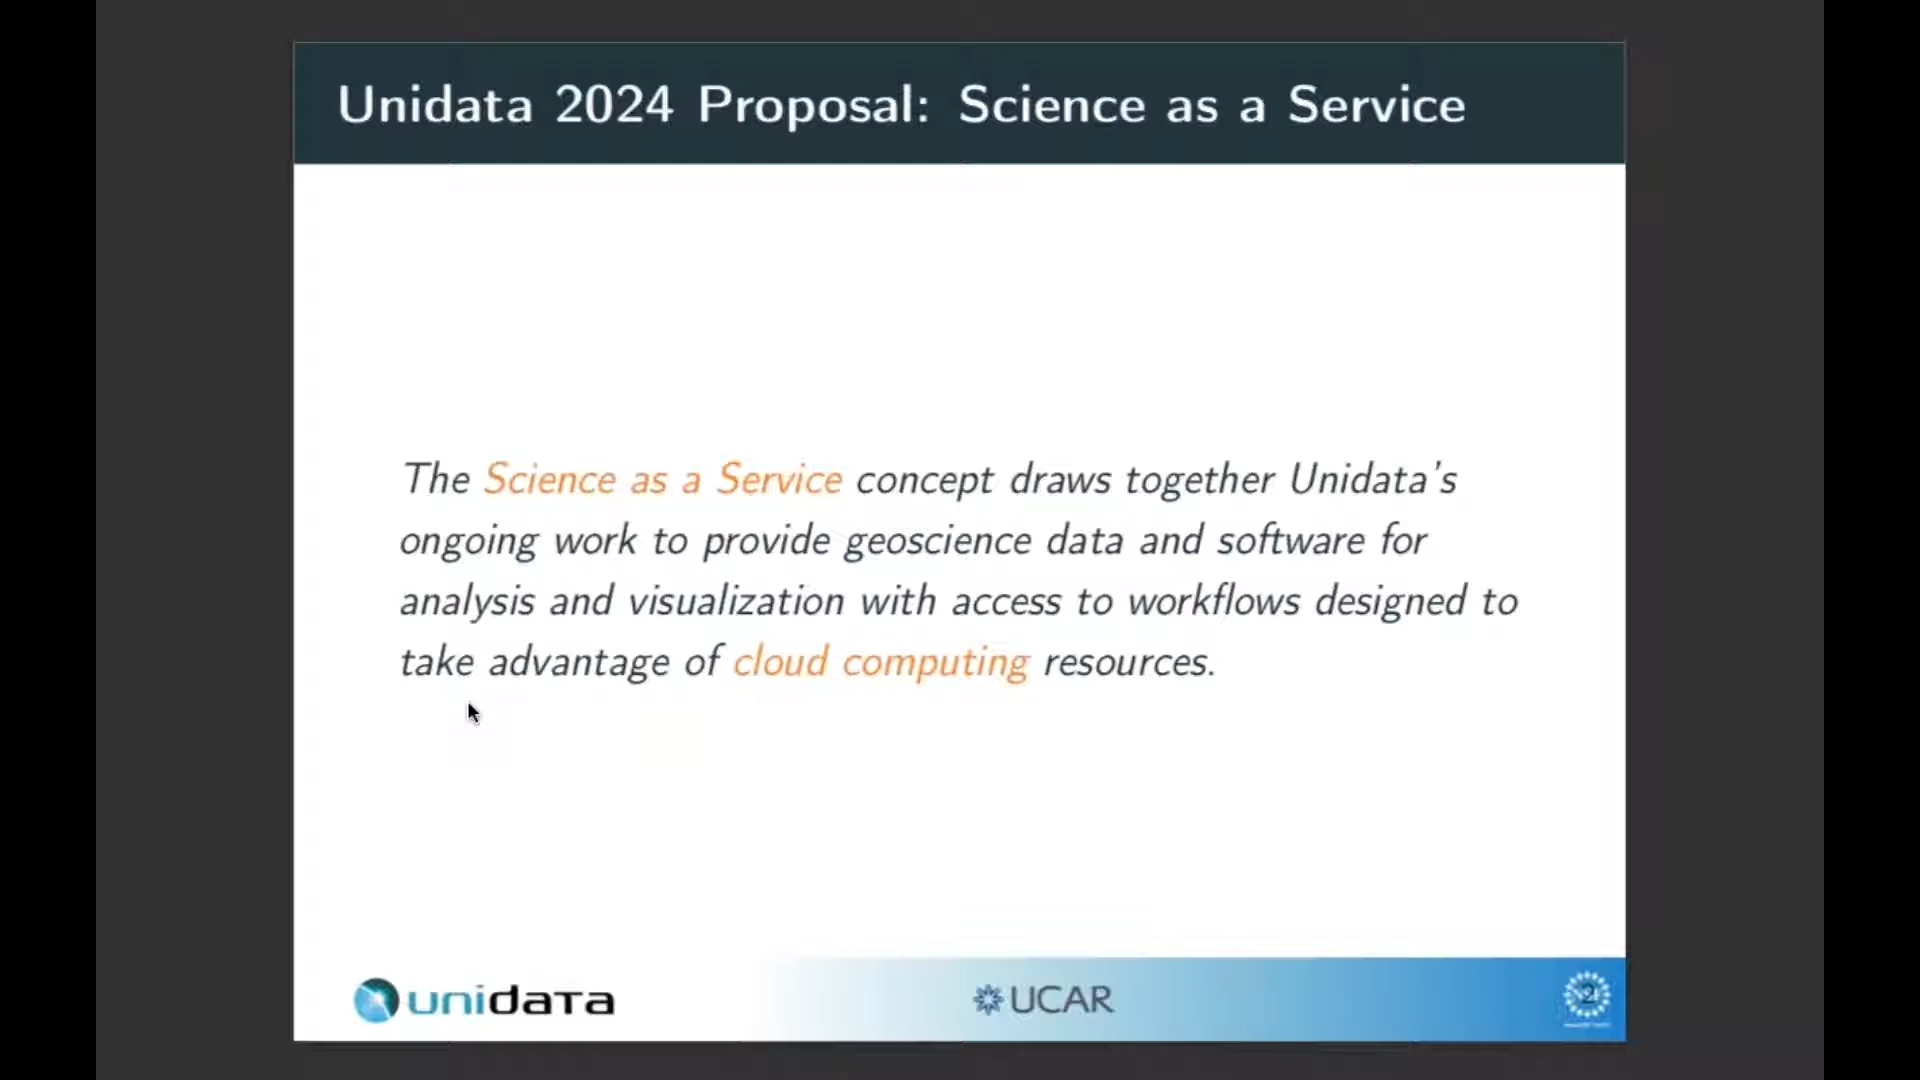 Unidata 2024 Proposal: Science as a Service
The Science as a Service concept draws together Unidata's
ongoing work to provide geoscience data and software for
analysis and visualization with access to workflows designed to
take advantage of cloud computing resources.
unidata
UCAR
2